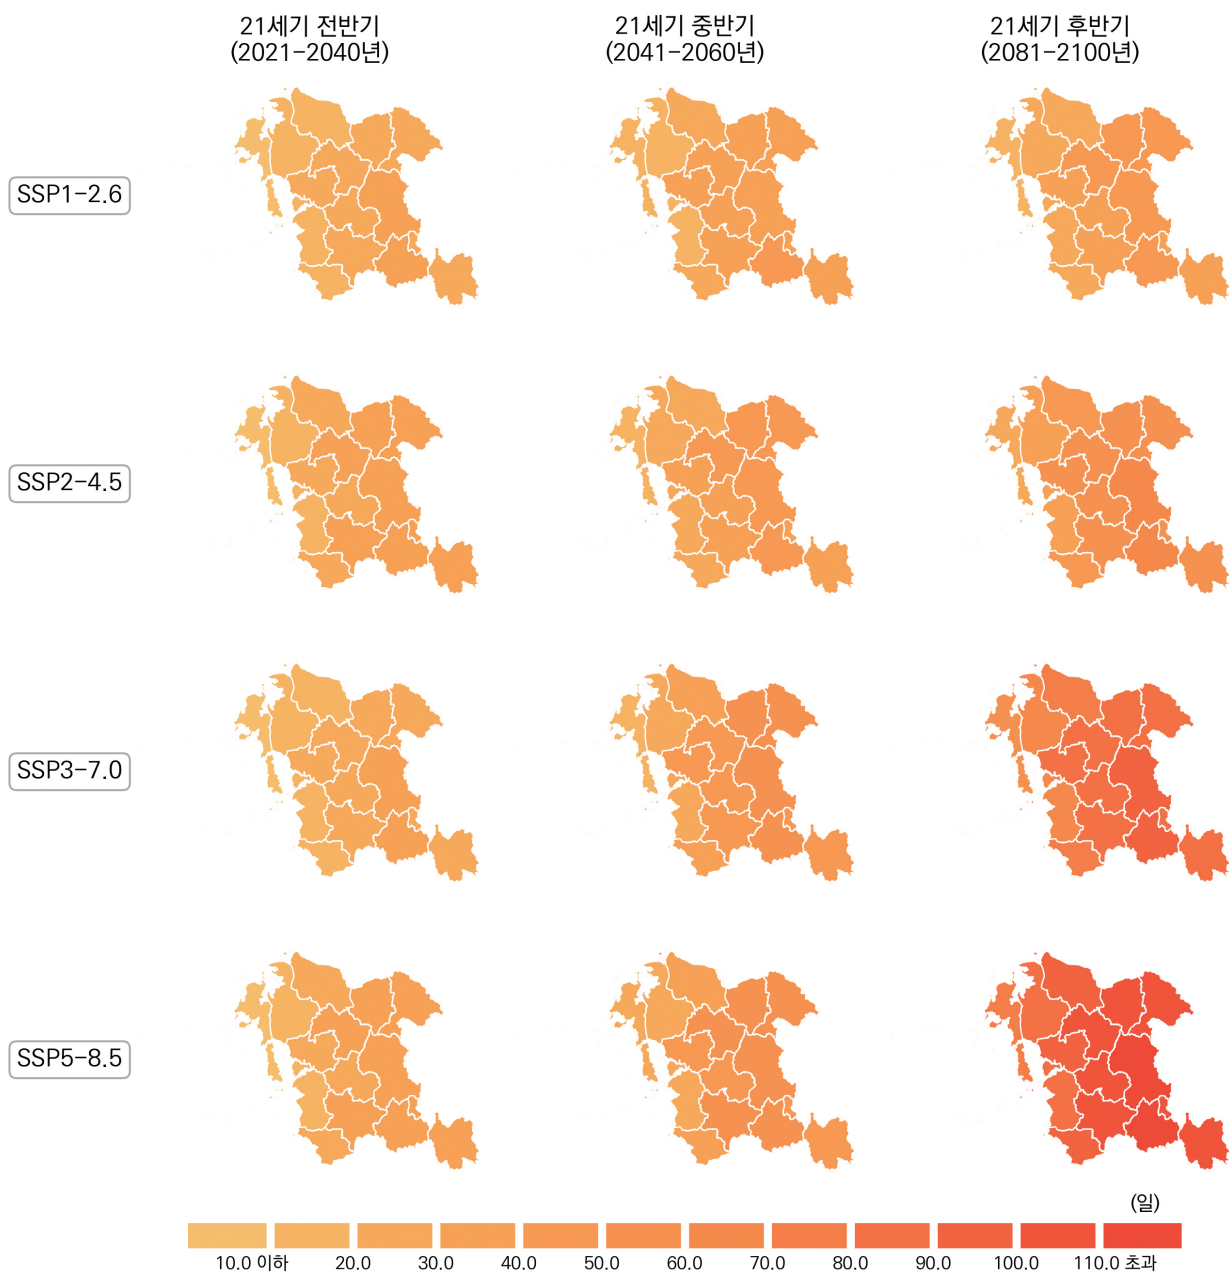 21세기 전반기
(2021-2040년)
21세기 중반기
(2041-2060년)
21세기 후반기
(2081-2100년)
SSP1-2.6
SSP2-4.5
SSP3-7.0
SSP5-8.5
(일)
10.0 이하 20.0 30.0 40.0 50.0 60.0 70.0 80.0 90.0 100.0 110.0 초과